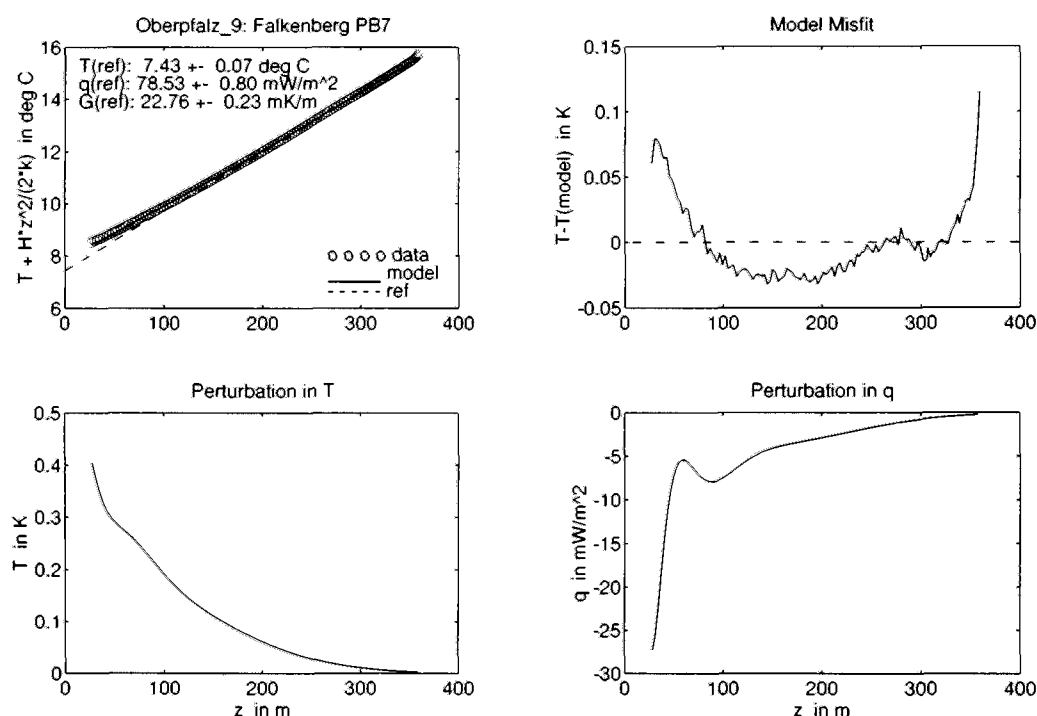 Oberpfalz_9: Falkenberg PB7
16
14
12
10
8
6
T + H*z^2/(2*k) in deg C
T(ref): 7.43 +- 0.07 deg C
q(ref): 78.53 +- 0.80 mW/m^2
G(ref): 22.76 +- 0.23 mK/m
data
model
ref
0 100 200 300 400
Model Misfit
0.15
0.1
0.05
0
-0.05
T-T(model) in K
0 100 200 300 400
Perturbation in T
0.5
0.4
0.3
0.2
0.1
0
T in K
0 100 200 300 400
z in m
Perturbation in q
0
-5
-10
-15
-20
-25
-30
q in mW/m^2
0 100 200 300 400
z in m